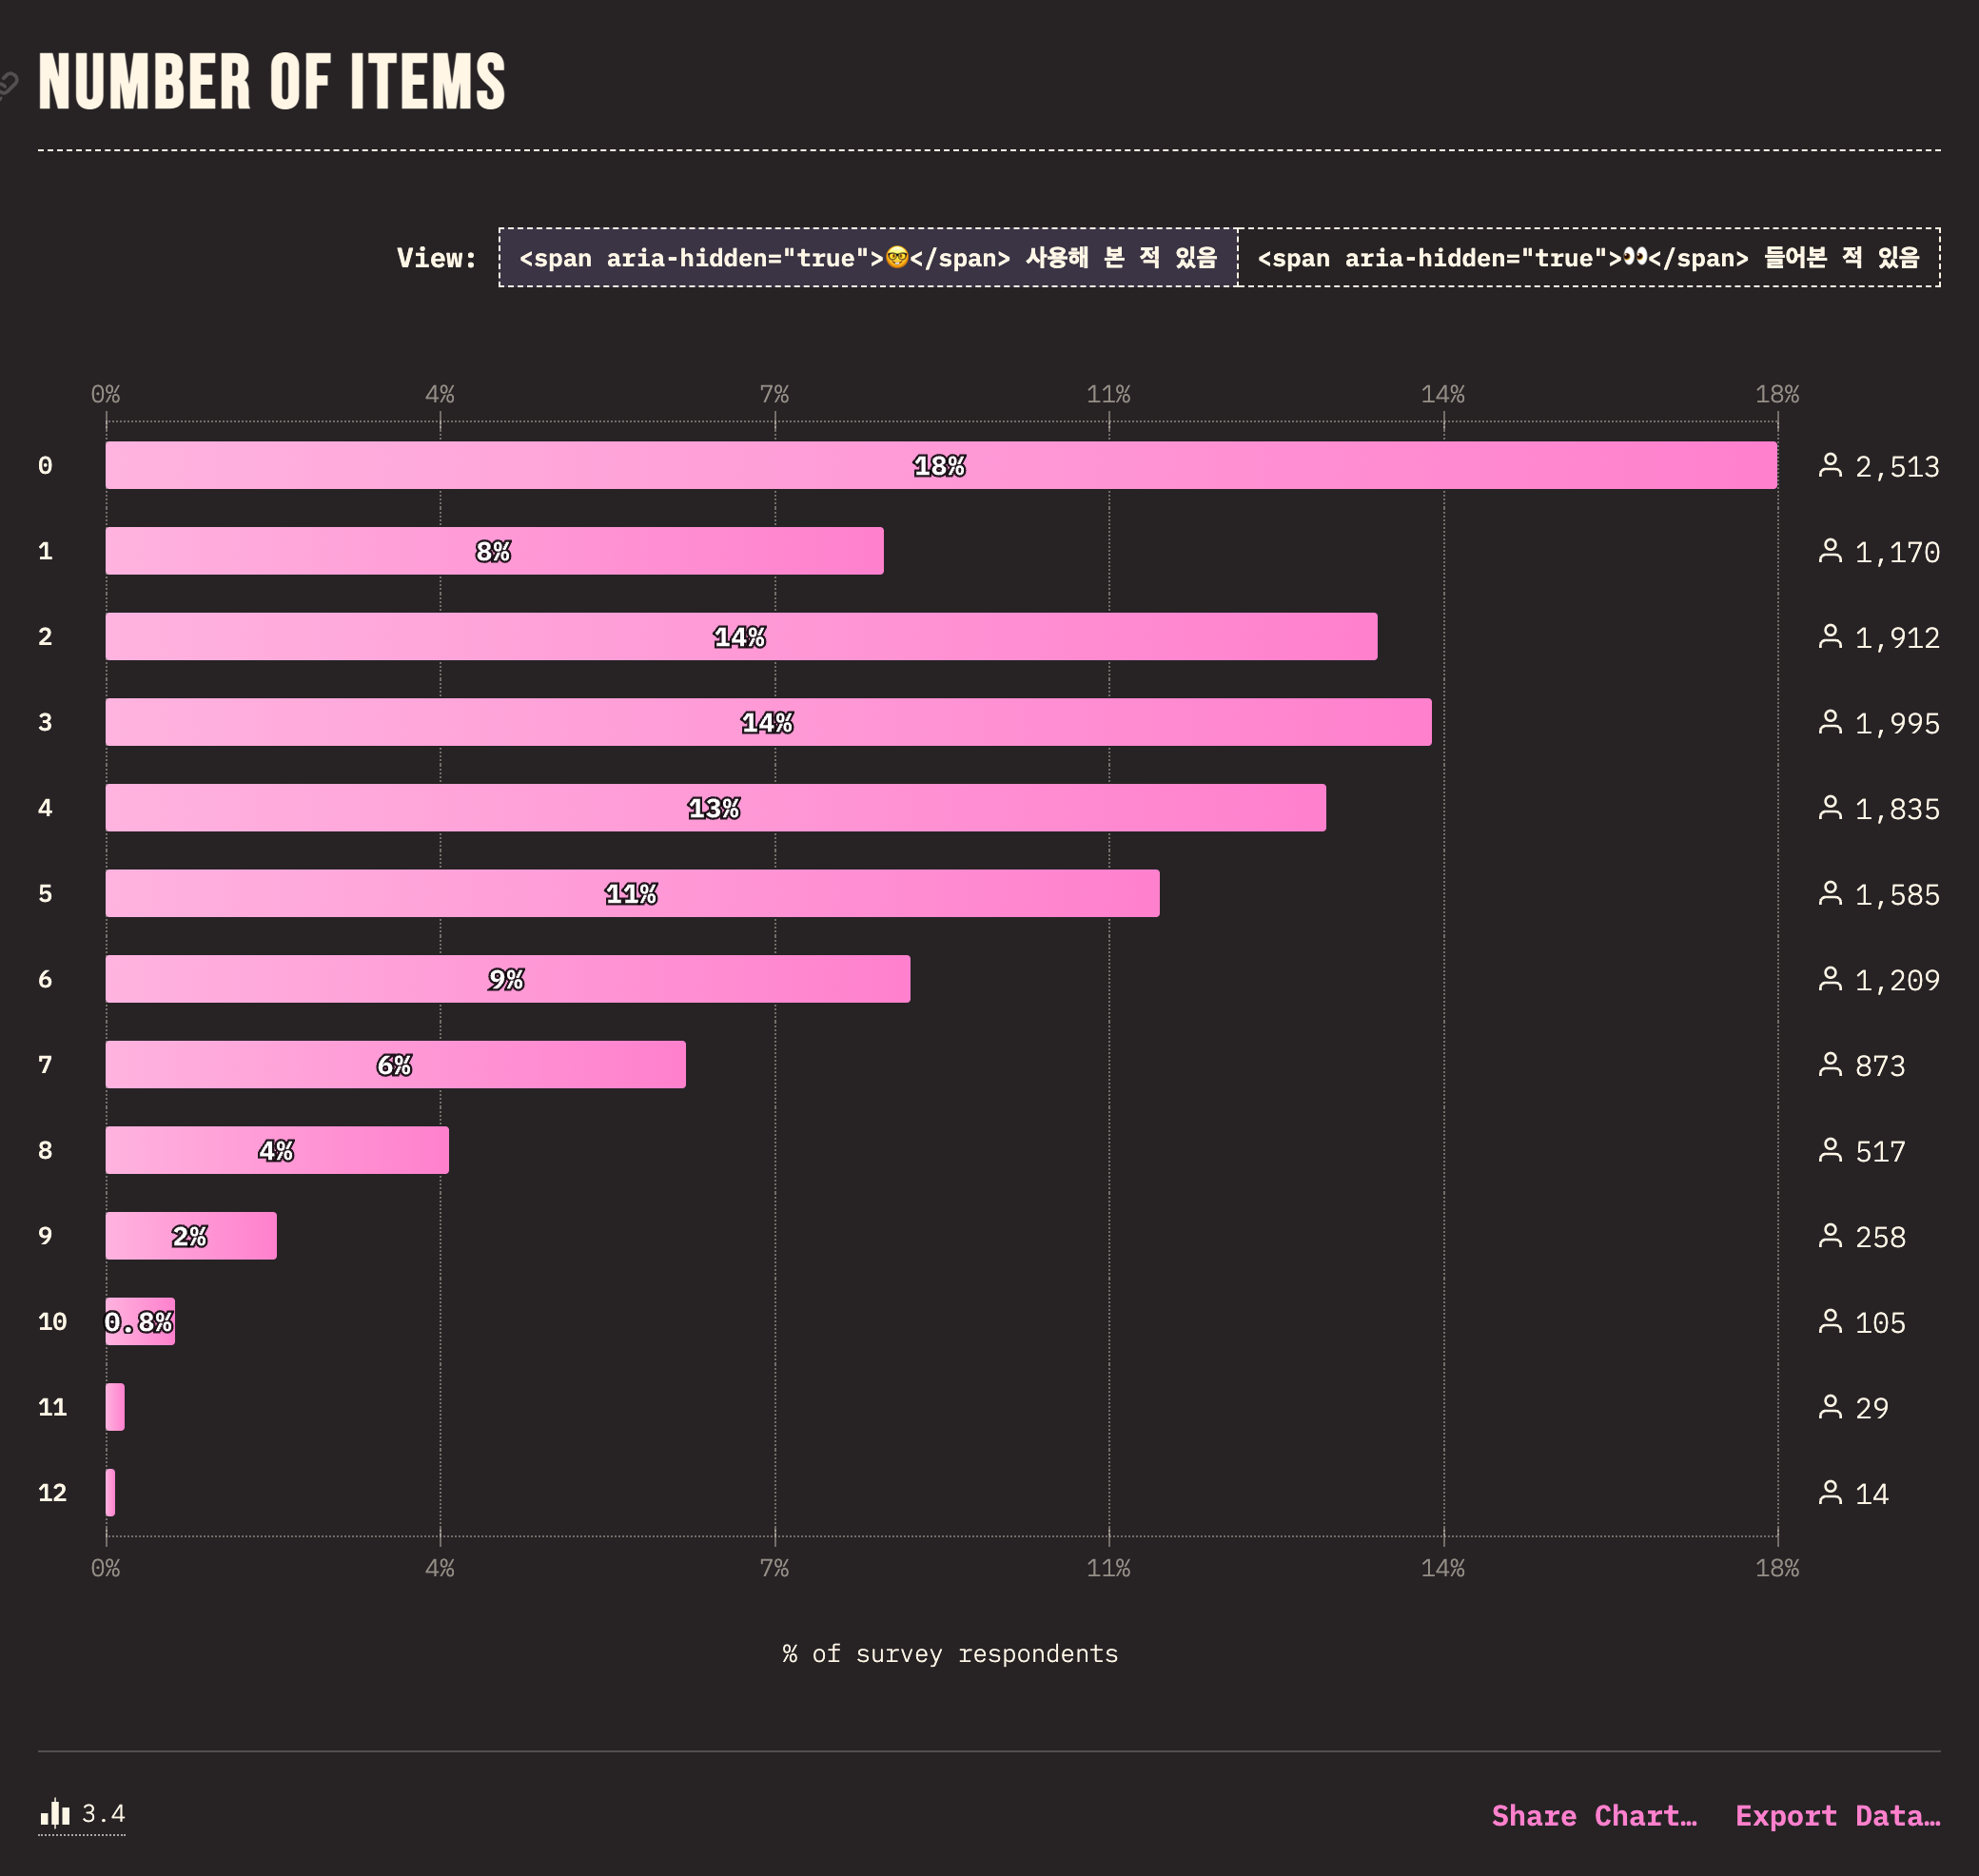 NUMBER OF ITEMS
View: <span aria-hidden="true">🤓</span> 사용해 본 적 있음 <span aria-hidden="true">👀</span> 들어본 적 있음
0% 4% 7% 11% 14% 18%
0 18% 2,513
1 8% 1,170
2 14% 1,912
3 14% 1,995
4 13% 1,835
5 11% 1,585
6 9% 1,209
7 6% 873
8 4% 517
9 2% 258
10 0.8% 105
11 29
12 14
0% 4% 7% 11% 14% 18%
% of survey respondents
3.4 Share Chart… Export Data…